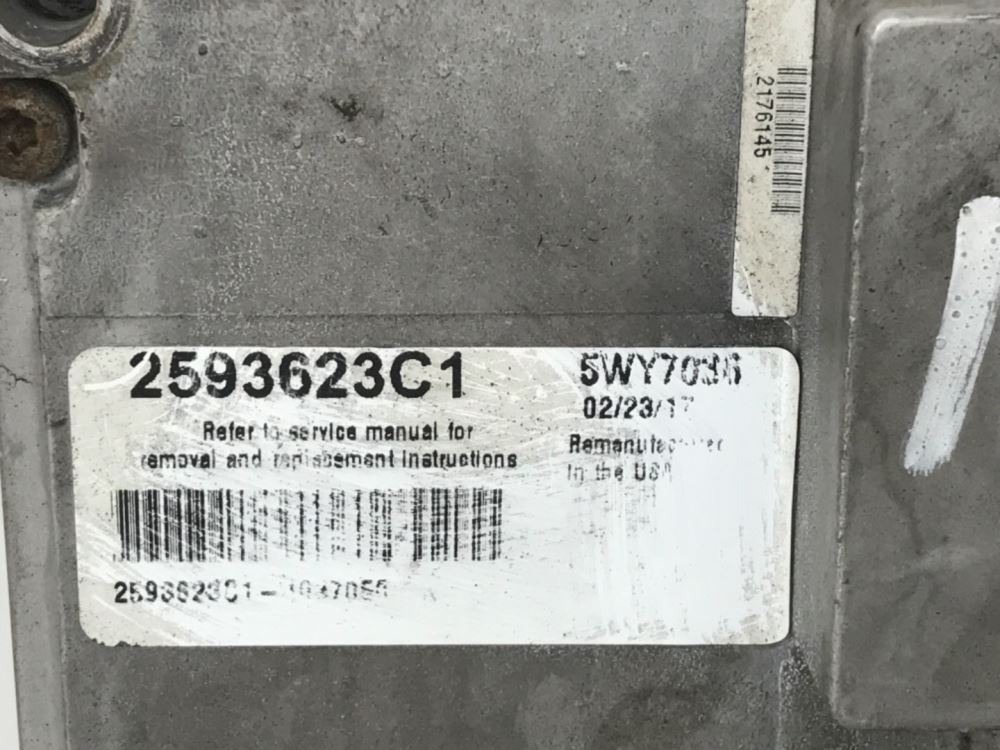 2176145
2593623C1
Refer to service manual for
removal and replacement instructions
5WY7036
02/23/17
Remanufactured
in the USA
2593623C1-